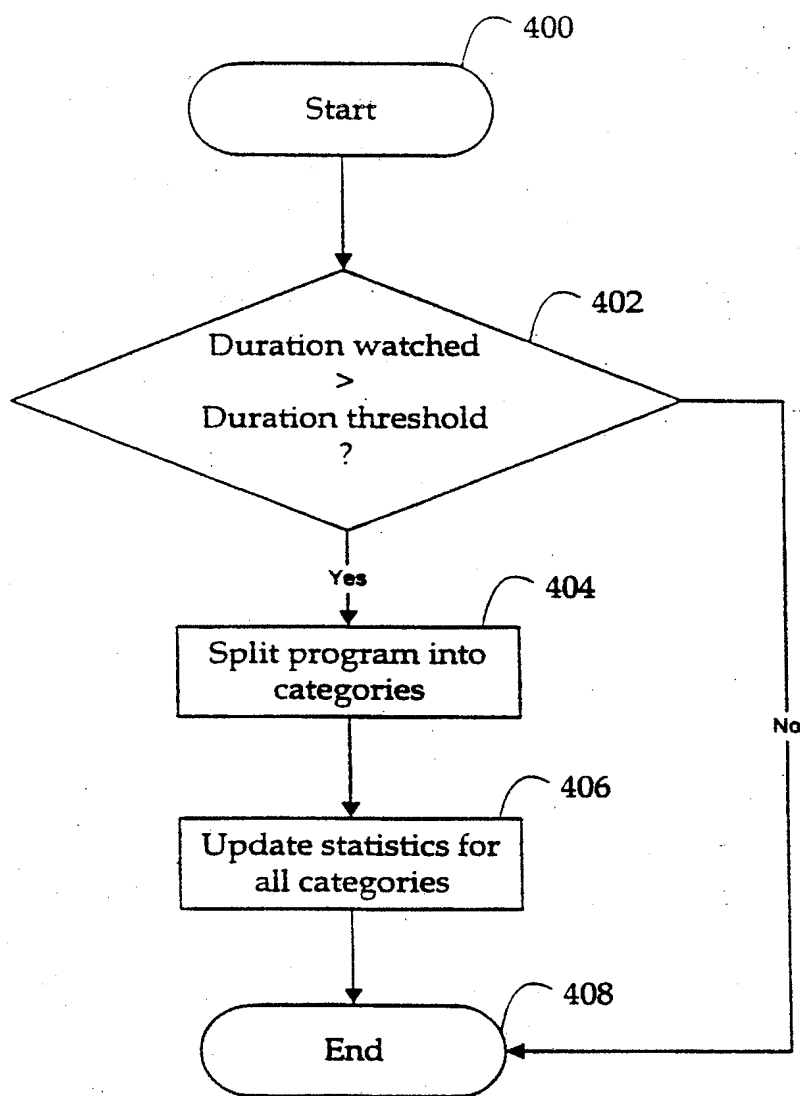 400
Start
402
Duration watched
>
Duration threshold
?
Yes
404
Split program into
categories
No
406
Update statistics for
all categories
408
End